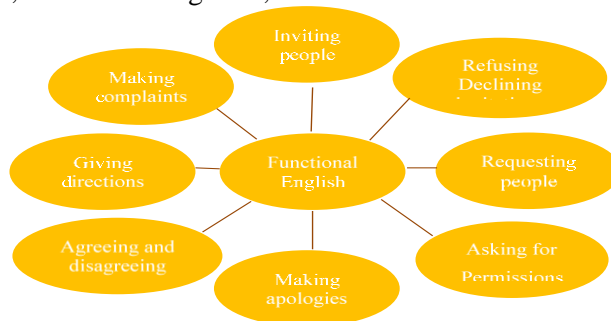 Inviting
people
Making
complaints
Refusing
Declining
Giving
directions
Functional
English
Requesting
people
Agreeing and
disagreeing
Making
apologies
Asking for
Permissions